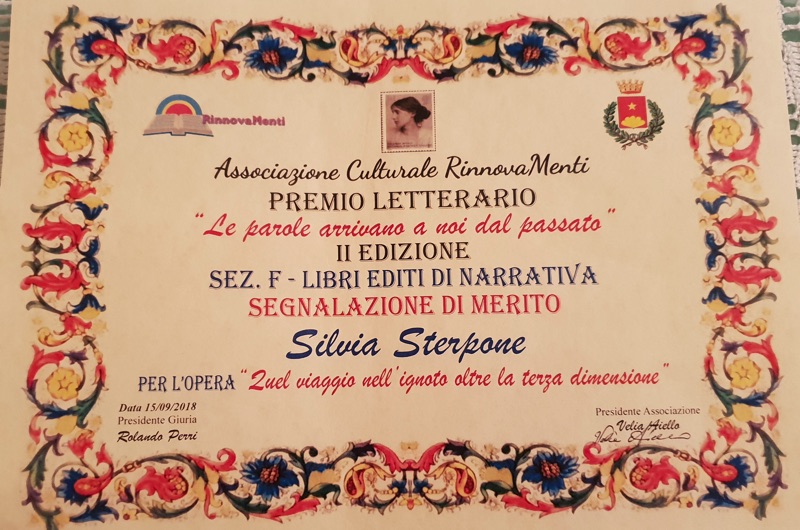 RinnovaMenti
Associazione Culturale RinnovaMenti
PREMIO LETTERARIO
"Le parole arrivano a noi dal passato"
II EDIZIONE
SEZ. F - LIBRI EDITI DI NARRATIVA
SEGNALAZIONE DI MERITO
Silvia Sterpone
PER L'OPERA "Quel viaggio nell'ignoto oltre la terza dimensione"
Data 15/09/2018
Presidente Giuria
Rolando Perri
Presidente Associazione
Velia Aiello